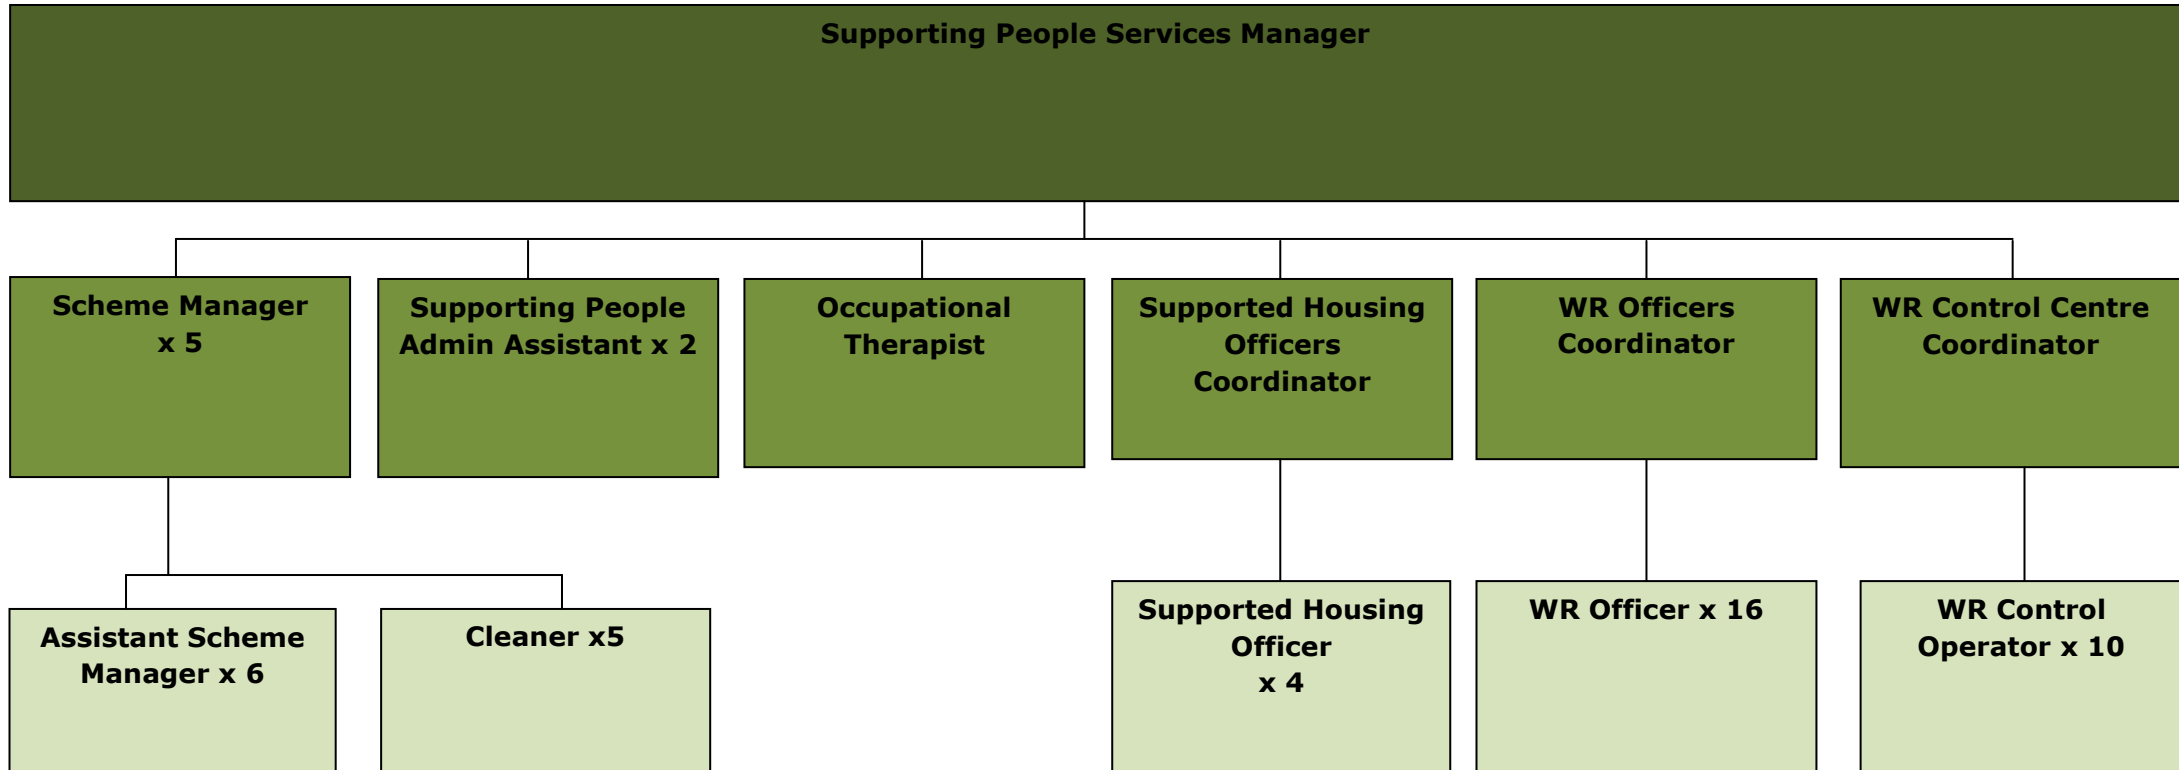 Supporting People Services Manager
Scheme Manager
x 5
Supporting People
Admin Assistant x 2
Occupational
Therapist
Supported Housing
Officers
Coordinator
WR Officers
Coordinator
WR Control Centre
Coordinator
Assistant Scheme
Manager x 6
Cleaner x5
Supported Housing
Officer
x 4
WR Officer x 16
WR Control
Operator x 10